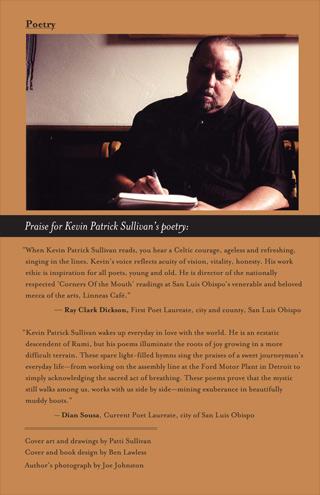 Poetry
Praise for Kevin Patrick Sullivan's poetry:
"When Kevin Patrick Sullivan reads, you hear a Celtic courage, ageless and refreshing,
singing in the lines. Kevin's voice reflects acuity of vision, vitality, honesty. His work
ethic is inspiration for all poets, young and old. He is director of the nationally
respected 'Corners Of the Mouth' readings at San Luis Obispo's venerable and beloved
mecca of the arts, Linneas Café."
— Ray Clark Dickson, First Poet Laureate, city and county, San Luis Obispo
"Kevin Patrick Sullivan wakes up everyday in love with the world. He is an ecstatic
descendent of Rumi, but his poems illuminate the roots of joy growing in a more
difficult terrain. These spare light-filled hymns sing the praises of a sweet journeyman's
everyday life—from working on the assembly line at the Ford Motor Plant in Detroit to
simply acknowledging the sacred act of breathing. These poems prove that the mystic
still walks among us, works with us side by side—mining exuberance in beautifully
muddy boots."
— Dian Sousa, Current Poet Laureate, city of San Luis Obispo
Cover art and drawings by Patti Sullivan
Cover and book design by Ben Lawless
Author's photograph by Joe Johnston